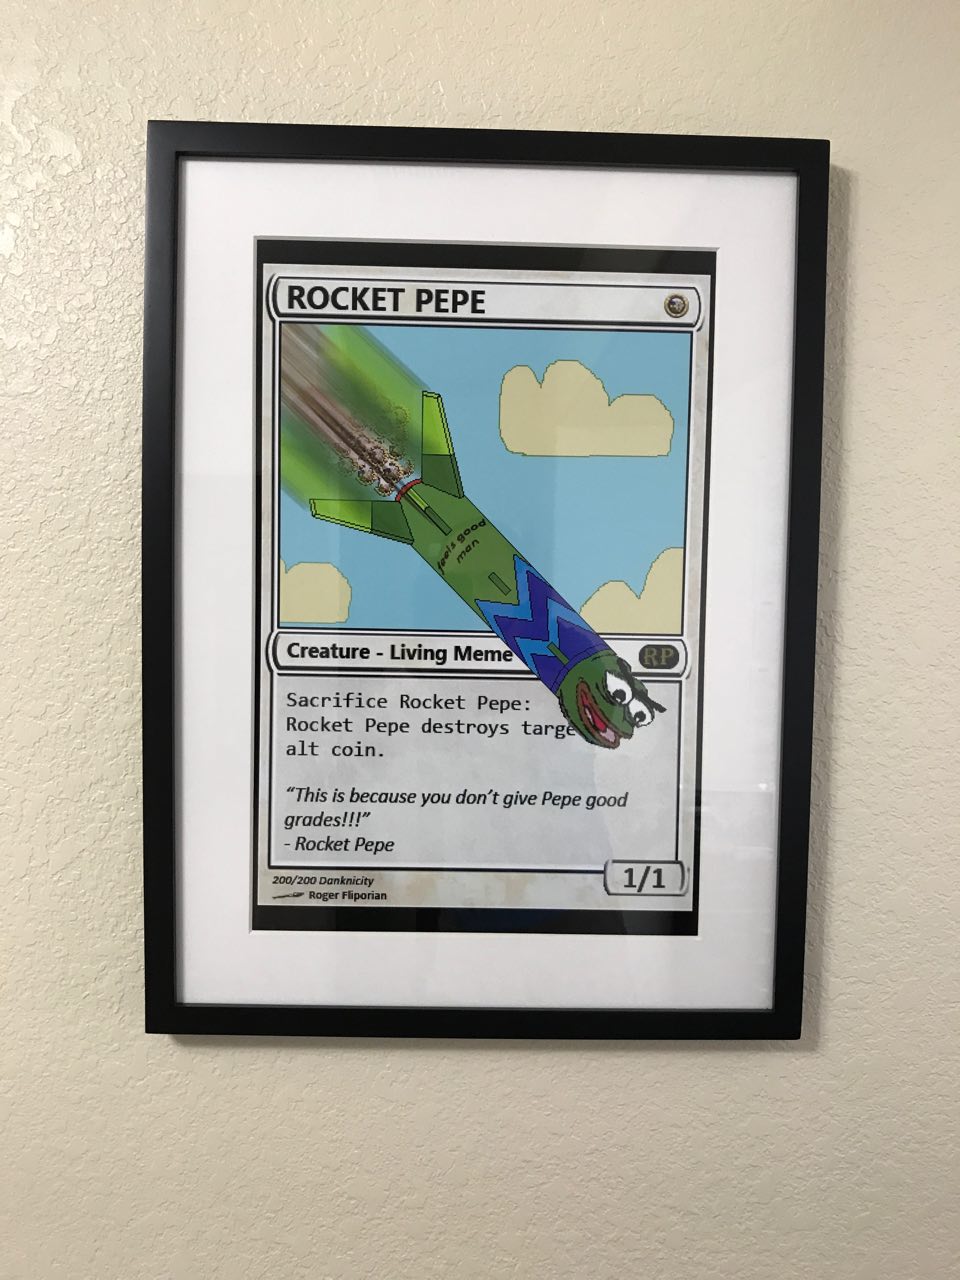 ROCKET PEPE
feels good
man
Creature - Living Meme
RP
Sacrifice Rocket Pepe:
Rocket Pepe destroys targe
alt coin.
“This is because you don’t give Pepe good
grades!!!”
- Rocket Pepe
1/1
200/200 Danknicity
Roger Fliporian